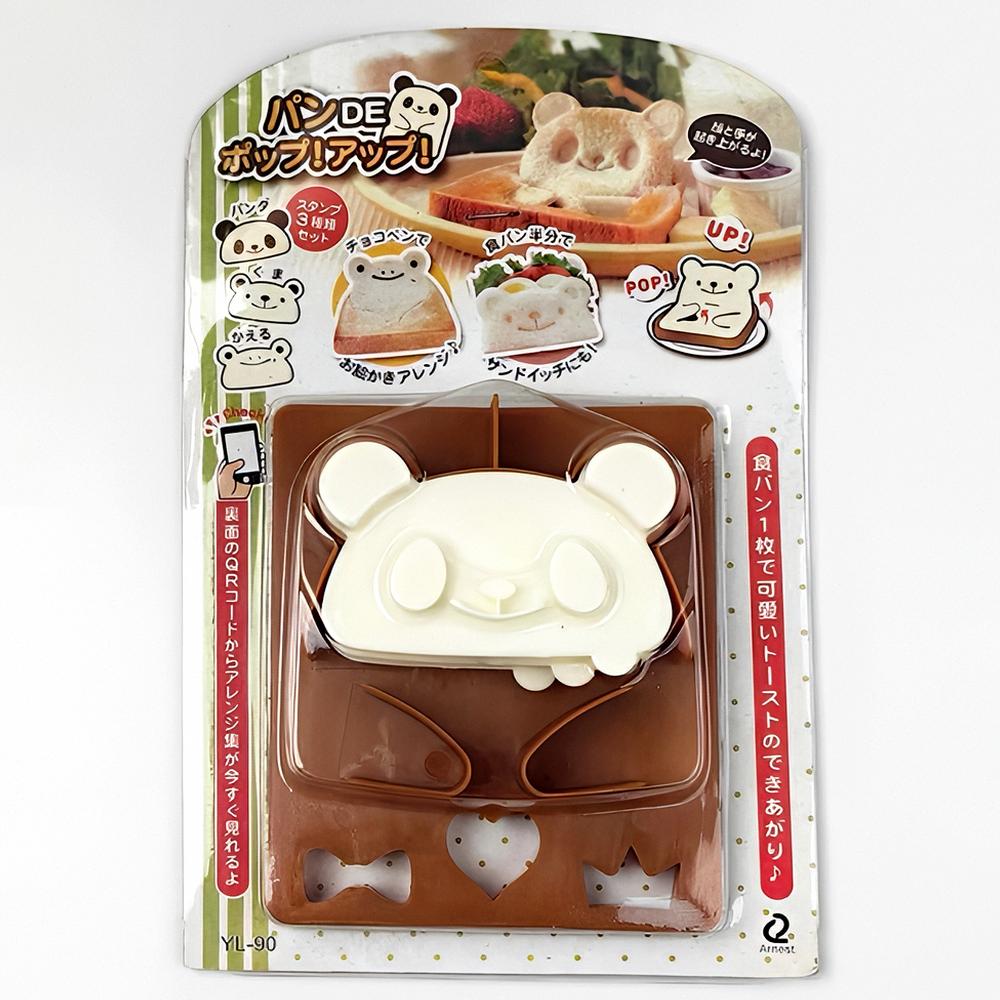 パンDE
ポップ!アップ!
頭と手が
起き上がるよ!
パンダ
スタンプ
3種類
セット
くま
かえる
チョコペンで
お絵かきアレンジ♪
食パン半分で
サンドイッチにも!
UP!
POP!
Check
裏面のQRコードからアレンジ集が今すぐ見れるよ
食パン1枚で可愛いトーストのできあがり♪
YL-90
Arnest